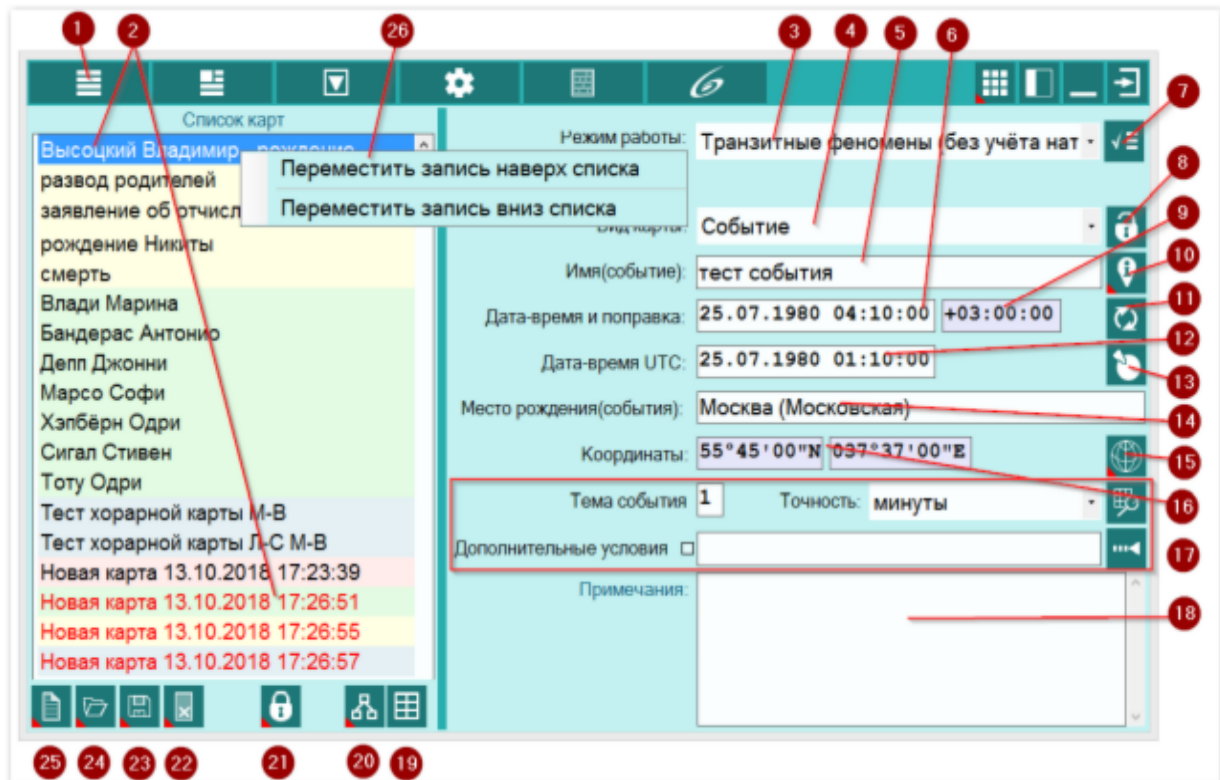 1 2 26 3 4 5 6
Список карт
Высоцкий Владимир - рождение
развод родителей
заявление об отчисл
рождение Никиты
смерть
Влади Марина
Бандерас Антонио
Депп Джонни
Марсо Софи
Хэпбёрн Одри
Сигал Стивен
Тоту Одри
Тест хорарной карты М-В
Тест хорарной карты Л-С М-В
Новая карта 13.10.2018 17:23:39
Новая карта 13.10.2018 17:26:51
Новая карта 13.10.2018 17:26:55
Новая карта 13.10.2018 17:26:57
Переместить запись наверх списка
Переместить запись вниз списка
Режим работы: Транзитные феномены (без учёта нат
Вид карты: Событие
Имя(событие): тест события
Дата-время и поправка: 25.07.1980 04:10:00 +03:00:00
Дата-время UTC: 25.07.1980 01:10:00
Место рождения(события): Москва (Московская)
Координаты: 55°45'00"N 037°37'00"E
Тема события 1 Точность: минуты
Дополнительные условия
Примечания:
7
8
9
10
11
12
13
14
15
16
17
18
25 24 23 22 21 20 19